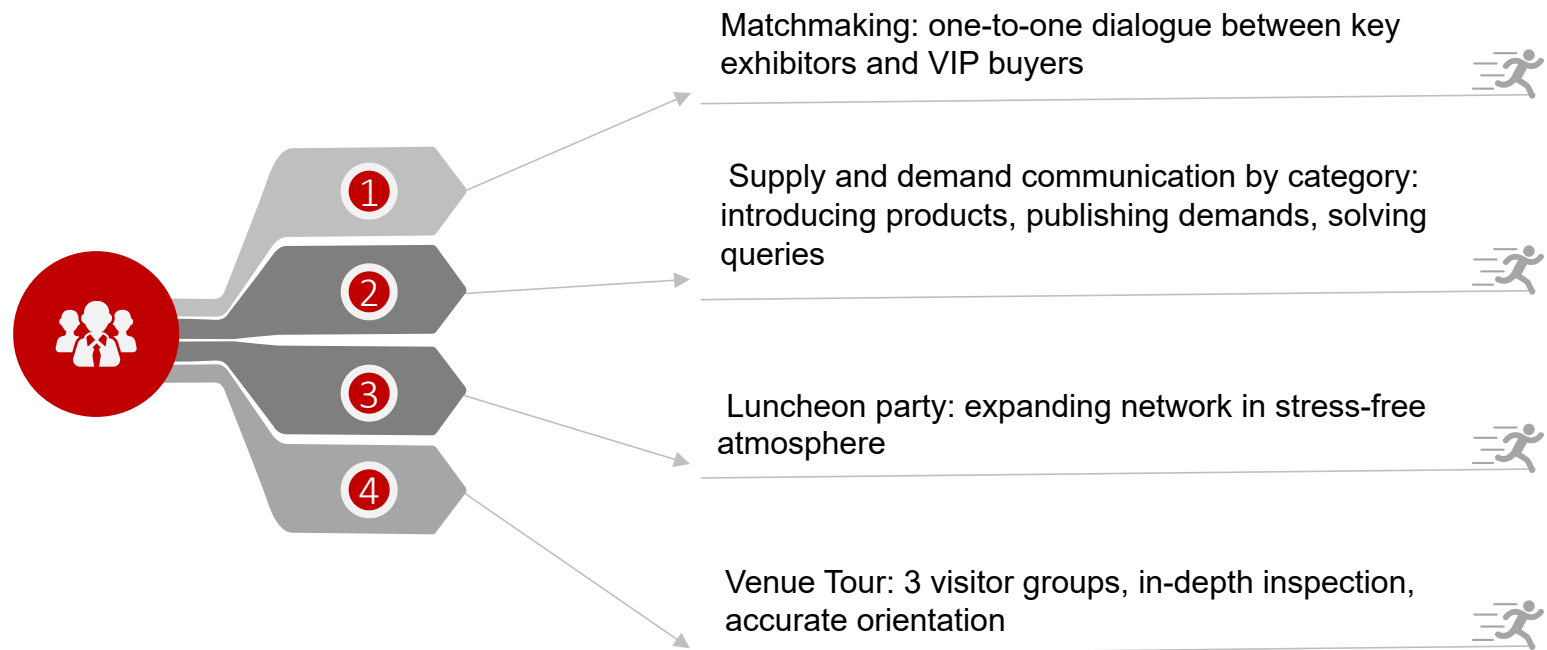 Matchmaking: one-to-one dialogue between key
exhibitors and VIP buyers
1
Supply and demand communication by category:
introducing products, publishing demands, solving
queries
2
Luncheon party: expanding network in stress-free
atmosphere
3
Venue Tour: 3 visitor groups, in-depth inspection,
accurate orientation
4